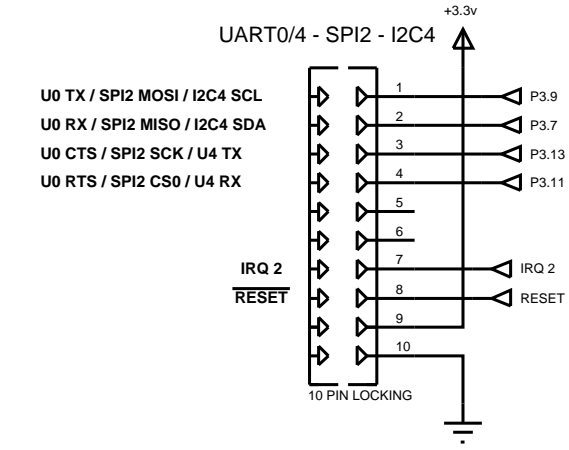 +3.3v
UART0/4 - SPI2 - I2C4
U0 TX / SPI2 MOSI / I2C4 SCL 1 P3.9
U0 RX / SPI2 MISO / I2C4 SDA 2 P3.7
U0 CTS / SPI2 SCK / U4 TX 3 P3.13
U0 RTS / SPI2 CS0 / U4 RX 4 P3.11
5
6
IRQ 2 7 IRQ 2
RESET 8 RESET
9
10
10 PIN LOCKING